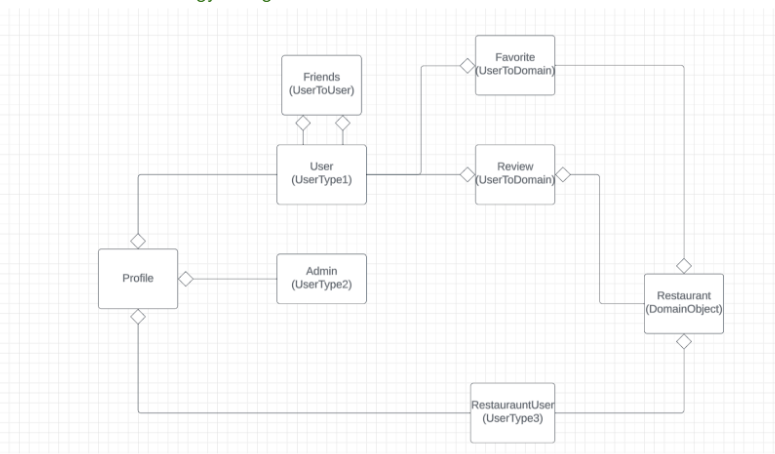 Favorite
(UserToDomain)
Friends
(UserToUser)
User
(UserType1)
Review
(UserToDomain)
Profile
Admin
(UserType2)
Restaurant
(DomainObject)
RestaurauntUser
(UserType3)